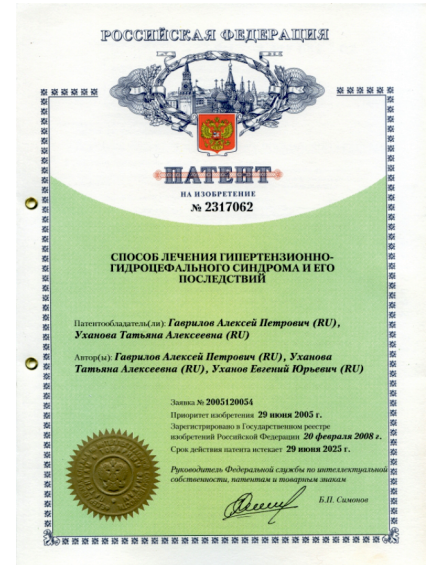 РОССИЙСКАЯ ФЕДЕРАЦИЯ
ПАТЕНТ
НА ИЗОБРЕТЕНИЕ
№ 2317062
СПОСОБ ЛЕЧЕНИЯ ГИПЕРТЕНЗИОННО-
ГИДРОЦЕФАЛЬНОГО СИНДРОМА И ЕГО
ПОСЛЕДСТВИЙ
Патентообладатель(ли): Гаврилов Алексей Петрович (RU),
Уханова Татьяна Алексеевна (RU)
Автор(ы): Гаврилов Алексей Петрович (RU), Уханова
Татьяна Алексеевна (RU), Уханов Евгений Юрьевич (RU)
Заявка № 2005120054
Приоритет изобретения 29 июня 2005 г.
Зарегистрировано в Государственном реестре
изобретений Российской Федерации 20 февраля 2008 г.
Срок действия патента истекает 29 июня 2025 г.
Руководитель Федеральной службы по интеллектуальной
собственности, патентам и товарным знакам
Б.П. Симонов